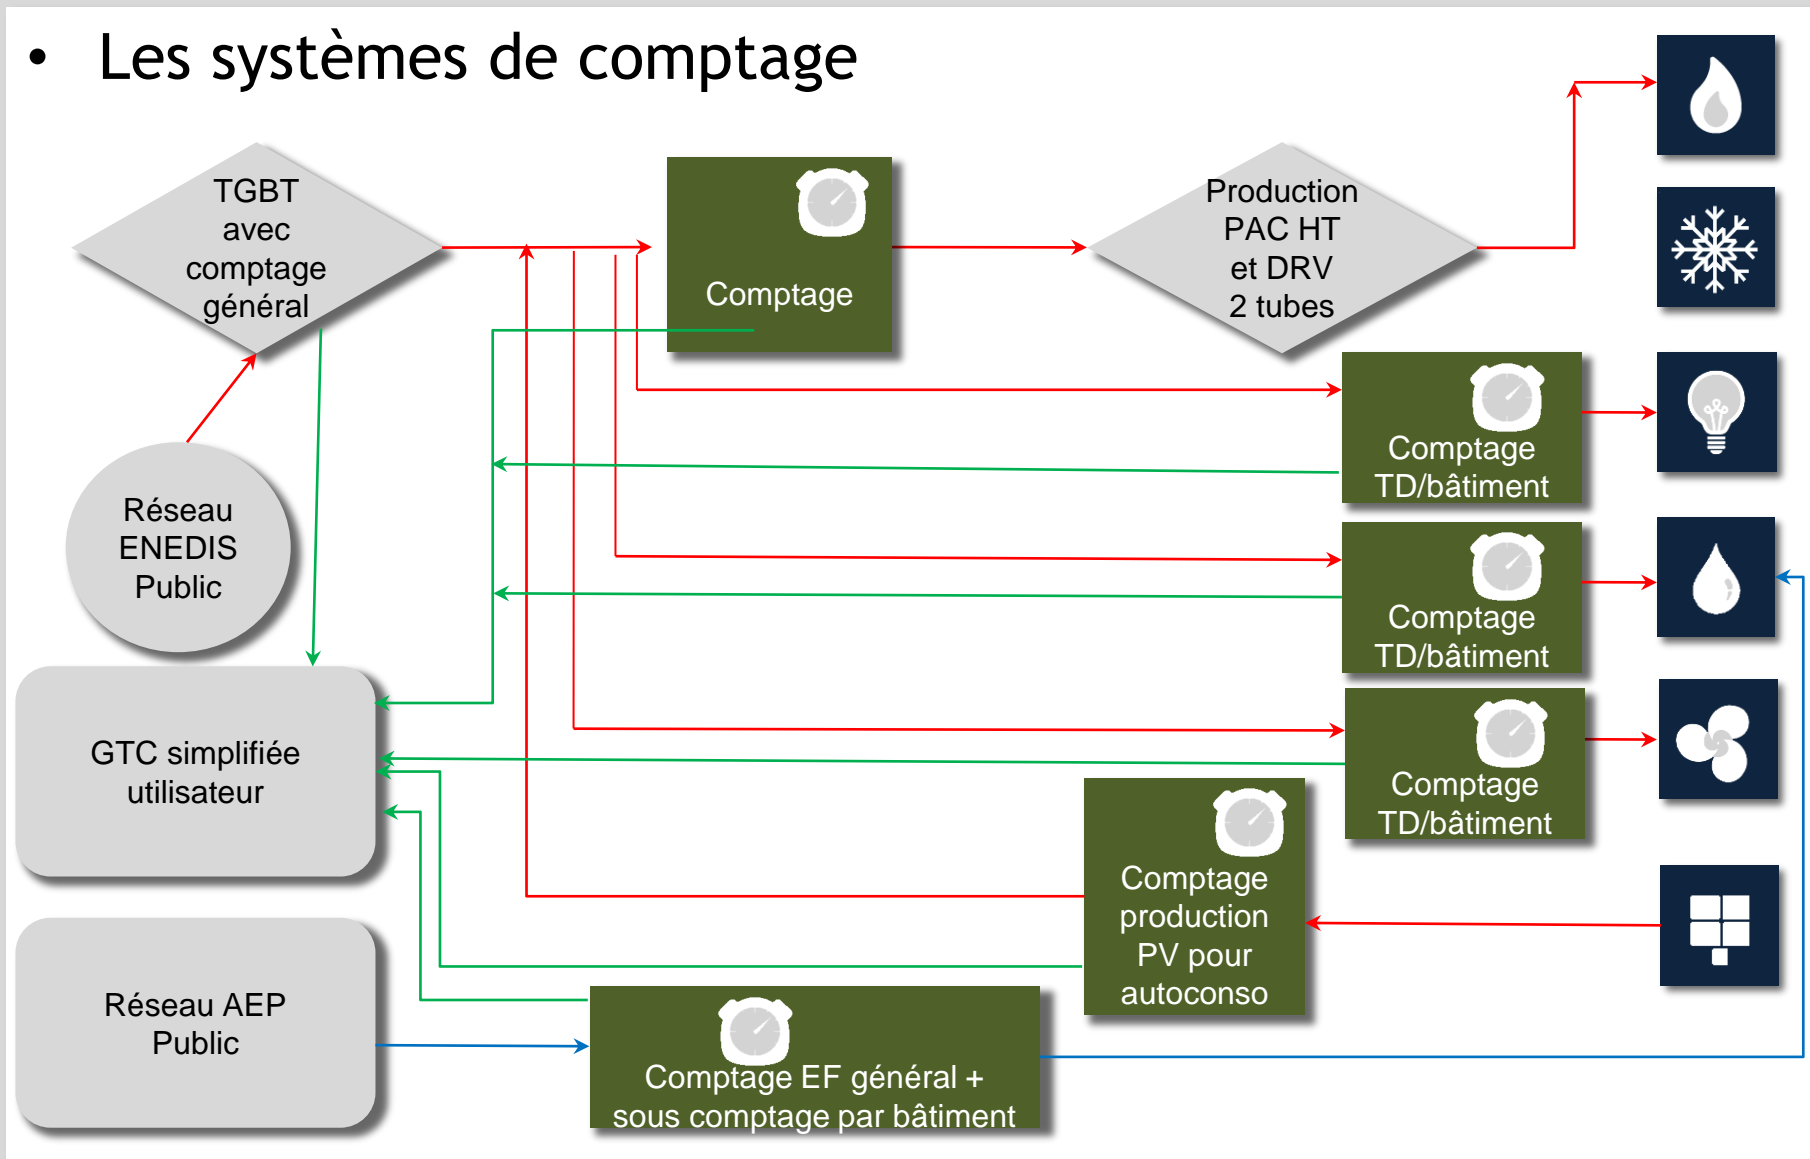 • Les systèmes de comptage
TGBT
avec
comptage
général
Comptage
Production
PAC HT
et DRV
2 tubes
Réseau
ENEDIS
Public
Comptage
TD/bâtiment
Comptage
TD/bâtiment
GTC simplifiée
utilisateur
Comptage
TD/bâtiment
Comptage
production
PV pour
autoconso
Réseau AEP
Public
Comptage EF général +
sous comptage par bâtiment